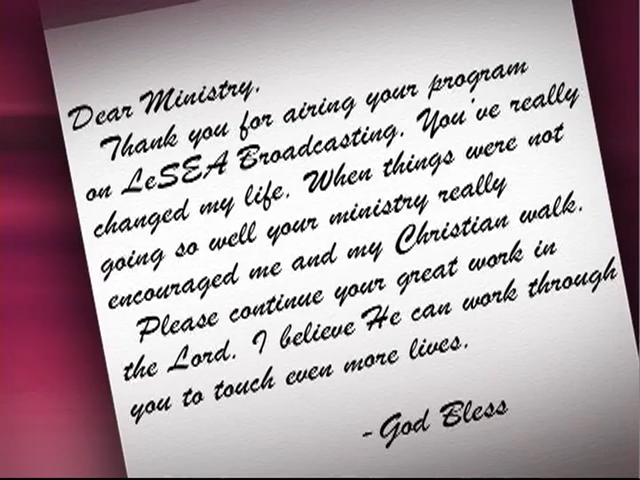 Dear Ministry,
Thank you for airing your program
on LeSEA Broadcasting. You've really
changed my life. When things were not
going so well your ministry really
encouraged me and my Christian walk.
Please continue your great work in
the Lord. I believe He can work through
you to touch even more lives.
- God Bless